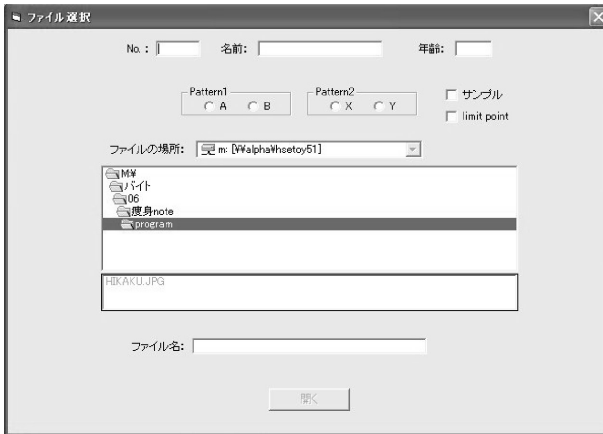 ファイル選択
No.： 名前： 年齢：
Pattern1 Pattern2
A B X Y
サンプル
limit point
ファイルの場所： m: [¥¥alpha¥hsetoy51]
M¥
バイト
06
痩身note
program
HIKAKU.JPG
ファイル名：
開く